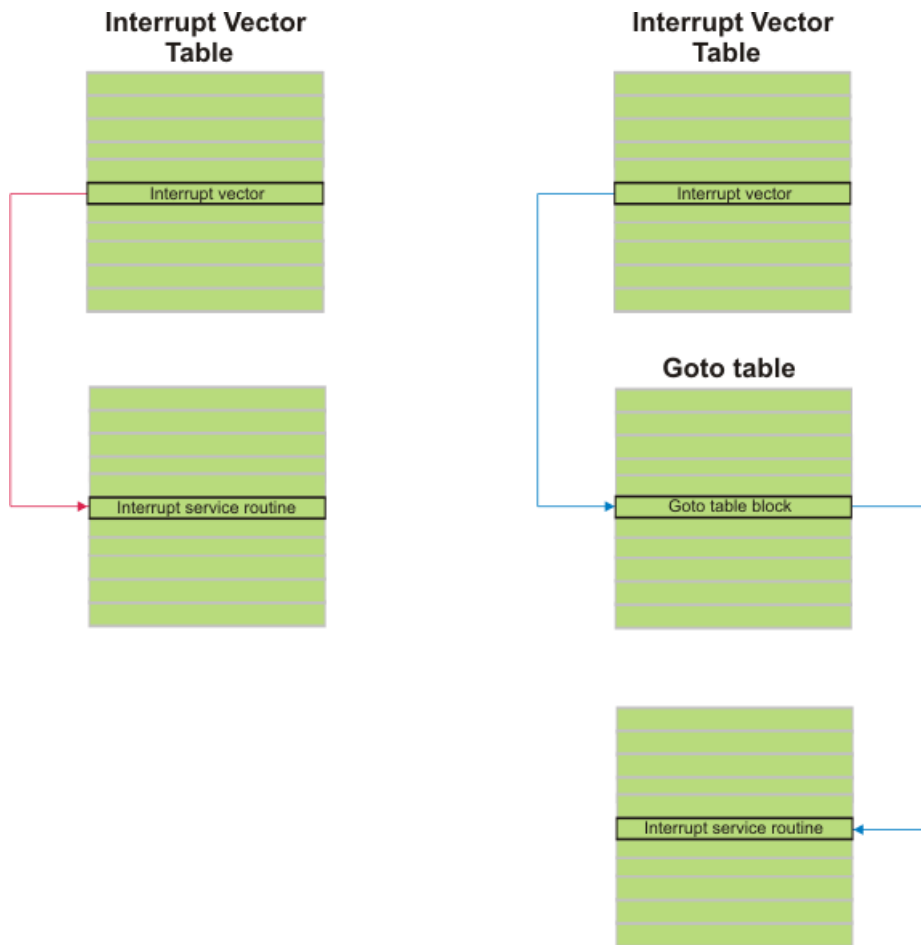 Interrupt Vector
Table
Interrupt vector
Interrupt service routine
Interrupt Vector
Table
Interrupt vector
Goto table
Goto table block
Interrupt service routine